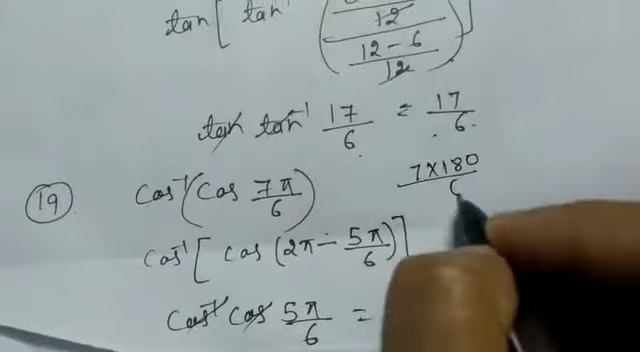 tan [ tan⁻¹ ( 12 / (12 - 6)/12 ) ]
tan tan⁻¹ 17/6 = 17/6.
(19) Cos⁻¹ (Cos 7π/6) 7×180/6
Cos⁻¹ [ Cos (2π - 5π/6) ]
Cos⁻¹ Cos 5π/6 =